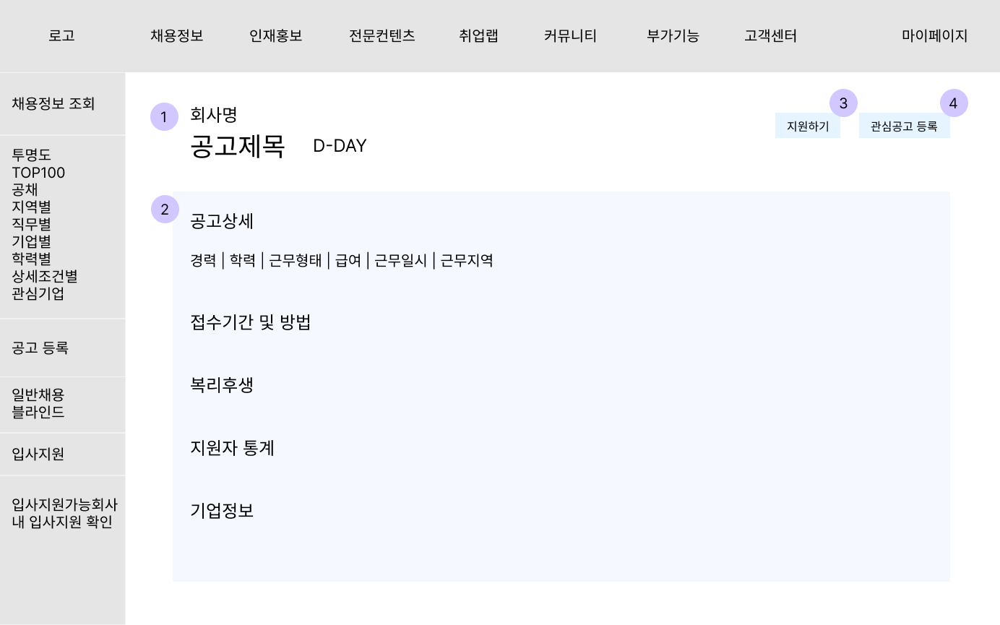 로고 채용정보 인재홍보 전문컨텐츠 취업랩 커뮤니티 부가기능 고객센터 마이페이지
채용정보 조회
투명도
TOP100
공채
지역별
직무별
기업별
학력별
상세조건별
관심기업
공고 등록
일반채용
블라인드
입사지원
입사지원가능회사
내 입사지원 확인
1 회사명
공고제목 D-DAY
3
지원하기
4
관심공고 등록
2
공고상세
경력 | 학력 | 근무형태 | 급여 | 근무일시 | 근무지역
접수기간 및 방법
복리후생
지원자 통계
기업정보